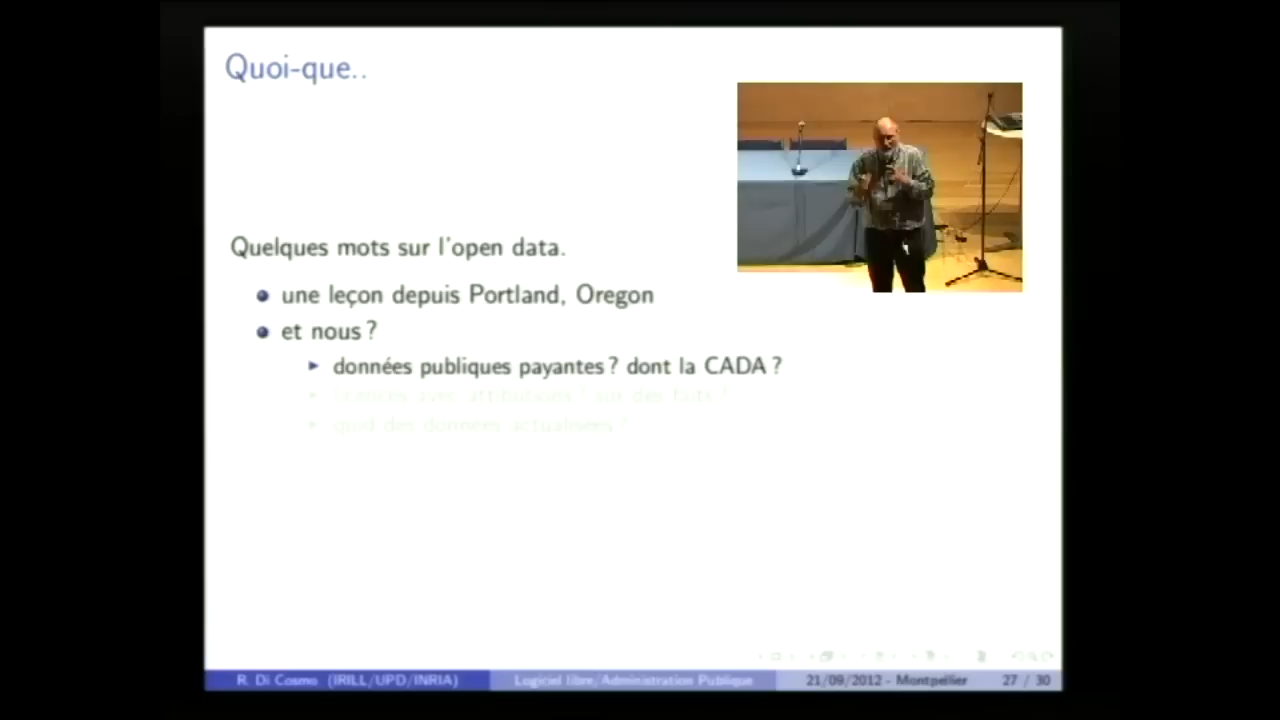 Quoi-que..
Quelques mots sur l'open data.
une leçon depuis Portland, Oregon
et nous ?
données publiques payantes ? dont la CADA ?
licences avec attributions ? sur des faits ?
quid des données actualisées ?
R. Di Cosmo (IRILL/UPD/INRIA) Logiciel libre/Administration Publique 21/09/2012 - Montpellier 27 / 30